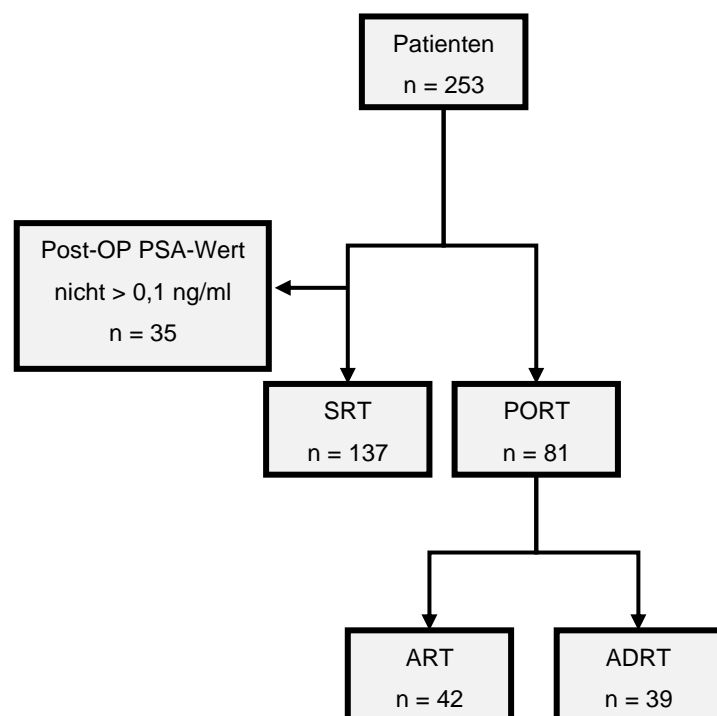 Patienten
n = 253
Post-OP PSA-Wert
nicht > 0,1 ng/ml
n = 35
SRT
n = 137
PORT
n = 81
ART
n = 42
ADRT
n = 39